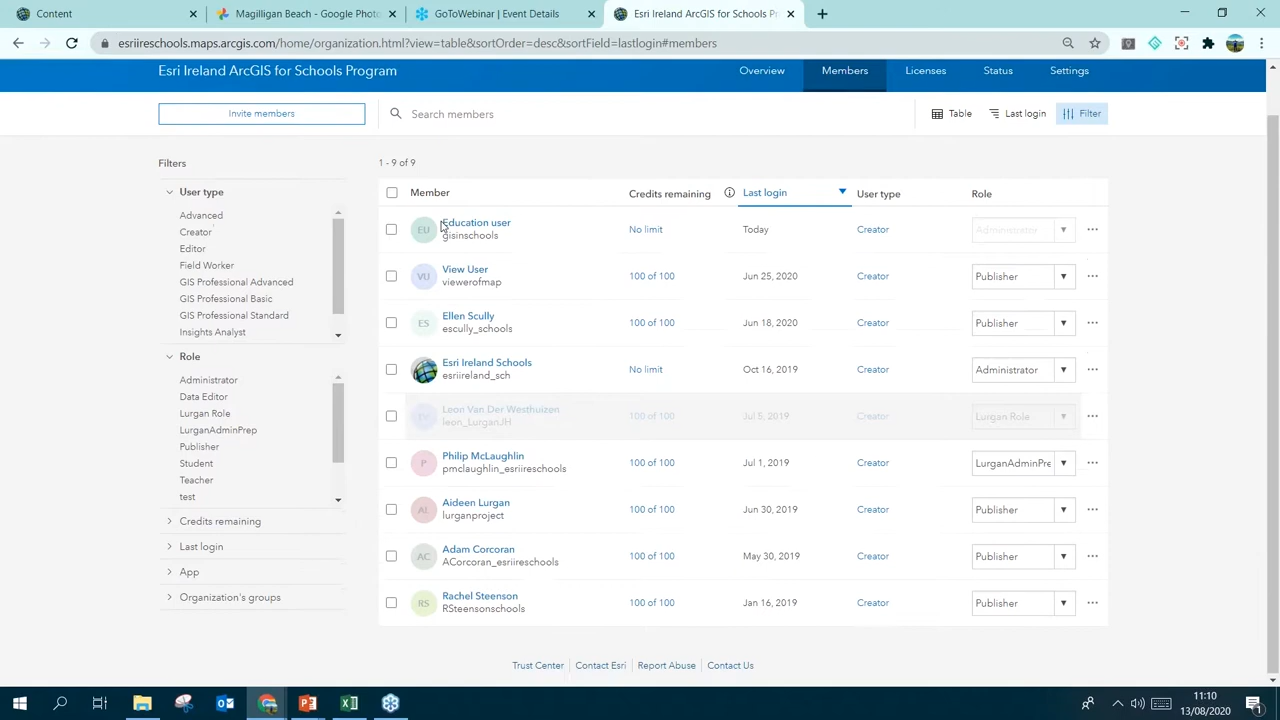 Content
Magilligan Beach - Google Phot
GoToWebinar | Event Details
Esri Ireland ArcGIS for Schools P
esriireschools.maps.arcgis.com/home/organization.html?view=table&sortOrder=desc&sortField=lastlogin#members
Esri Ireland ArcGIS for Schools Program
Overview
Members
Licenses
Status
Settings
Invite members
Search members
Table
Last login
Filter
Filters
1 - 9 of 9
User type
Advanced
Creator
Editor
Field Worker
GIS Professional Advanced
GIS Professional Basic
GIS Professional Standard
Insights Analyst
Role
Administrator
Data Editor
Lurgan Role
LurganAdminPrep
Publisher
Student
Teacher
test
Credits remaining
Last login
App
Organization's groups
Member Credits remaining Last login User type Role
EU Education user No limit Today Creator Administrator
gisinschools
VU View User 100 of 100 Jun 25, 2020 Creator Publisher
viewerofmap
ES Ellen Scully 100 of 100 Jun 18, 2020 Creator Publisher
escully_schools
Esri Ireland Schools No limit Oct 16, 2019 Creator Administrator
esriireland_sch
Leon Van Der Westhuizen 100 of 100 Jul 5, 2019 Creator Lurgan Role
leon_LurganJH
P Philip McLaughlin 100 of 100 Jul 1, 2019 Creator LurganAdminPre
pmclaughlin_esriireschools
AL Aideen Lurgan 100 of 100 Jun 30, 2019 Creator Publisher
lurganproject
AC Adam Corcoran 100 of 100 May 30, 2019 Creator Publisher
ACorcoran_esriireschools
RS Rachel Steenson 100 of 100 Jan 16, 2019 Creator Publisher
RSteensonschools
Trust Center | Contact Esri | Report Abuse | Contact Us
11:10
13/08/2020